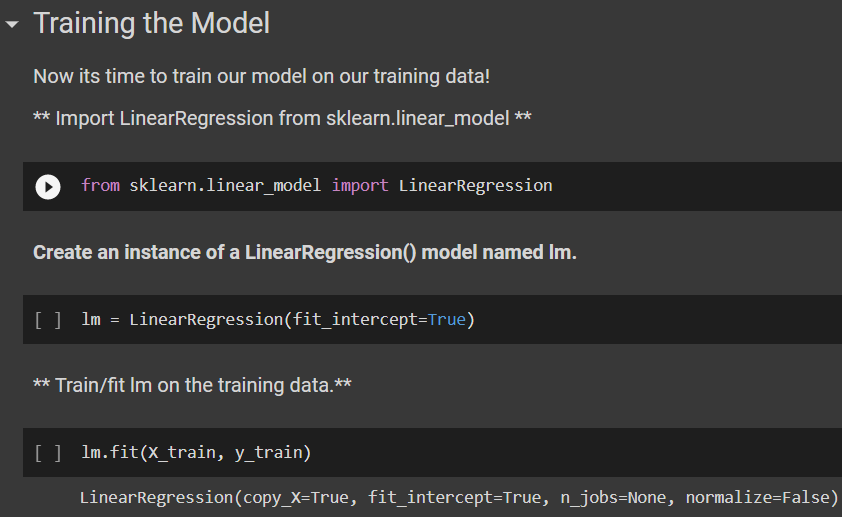 Training the Model
Now its time to train our model on our training data!
** Import LinearRegression from sklearn.linear_model **
from sklearn.linear_model import LinearRegression
Create an instance of a LinearRegression() model named lm.
[ ] lm = LinearRegression(fit_intercept=True)
** Train/fit lm on the training data.**
[ ] lm.fit(X_train, y_train)
LinearRegression(copy_X=True, fit_intercept=True, n_jobs=None, normalize=False)